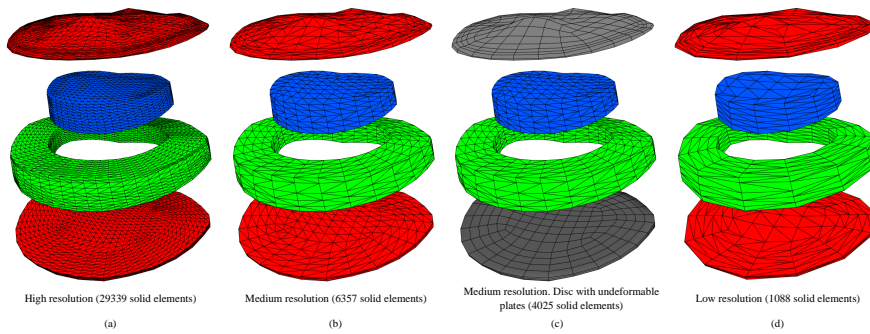 High resolution (29339 solid elements)
(a)
Medium resolution (6357 solid elements)
(b)
Medium resolution. Disc with undeformable
plates (4025 solid elements)
(c)
Low resolution (1088 solid elements)
(d)